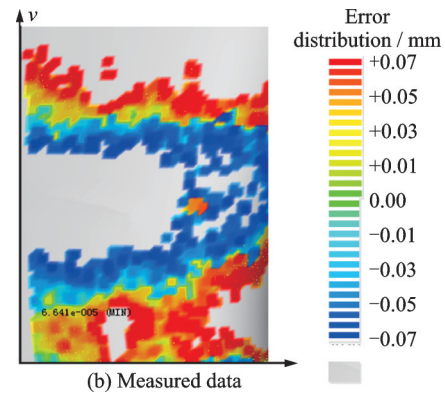 v
Error
distribution / mm
+0.07
+0.05
+0.03
+0.01
0.00
−0.01
−0.03
−0.05
−0.07
6.641e-005 (MIN)
(b) Measured data